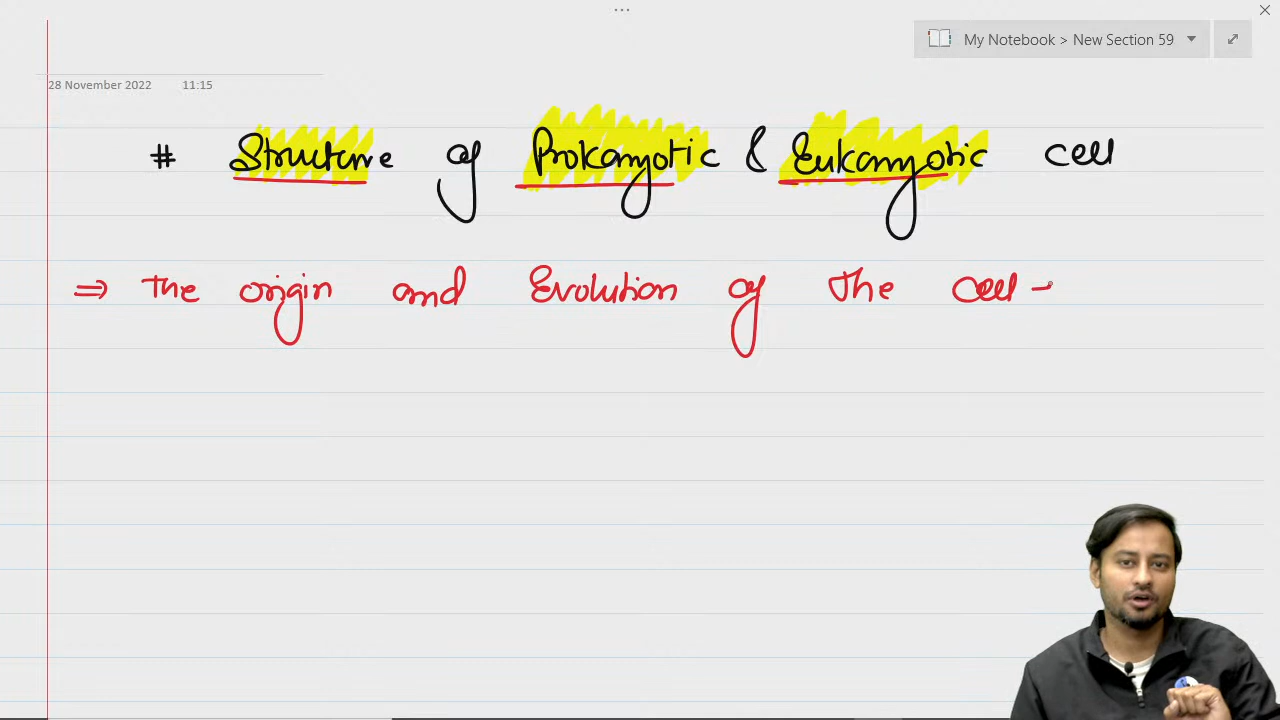 My Notebook > New Section 59
28 November 2022 11:15
# Structure of Prokaryotic & Eukaryotic cell
⇒ The origin and Evolution of The Cell -